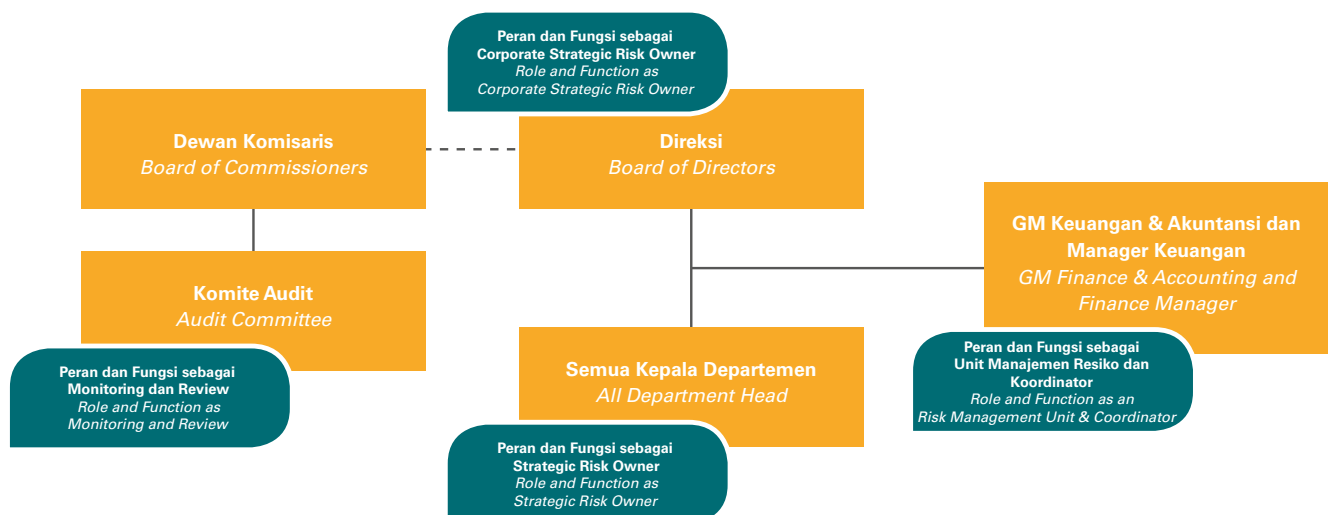 Peran dan Fungsi sebagai
Corporate Strategic Risk Owner
Role and Function as
Corporate Strategic Risk Owner
Dewan Komisaris
Board of Commissioners
Direksi
Board of Directors
GM Keuangan & Akuntansi dan
Manager Keuangan
GM Finance & Accounting and
Finance Manager
Komite Audit
Audit Committee
Peran dan Fungsi sebagai
Monitoring dan Review
Role and Function as
Monitoring and Review
Semua Kepala Departemen
All Department Head
Peran dan Fungsi sebagai
Unit Manajemen Resiko dan
Koordinator
Role and Function as an
Risk Management Unit & Coordinator
Peran dan Fungsi sebagai
Strategic Risk Owner
Role and Function as
Strategic Risk Owner